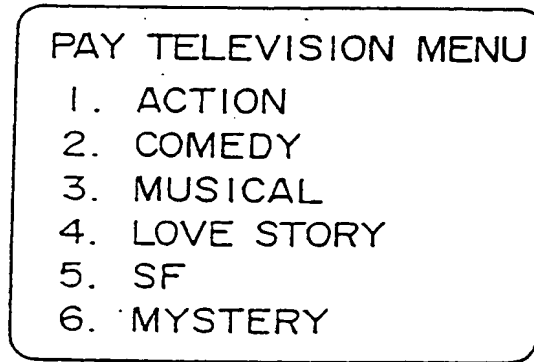 PAY TELEVISION MENU
1. ACTION
2. COMEDY
3. MUSICAL
4. LOVE STORY
5. SF
6. MYSTERY